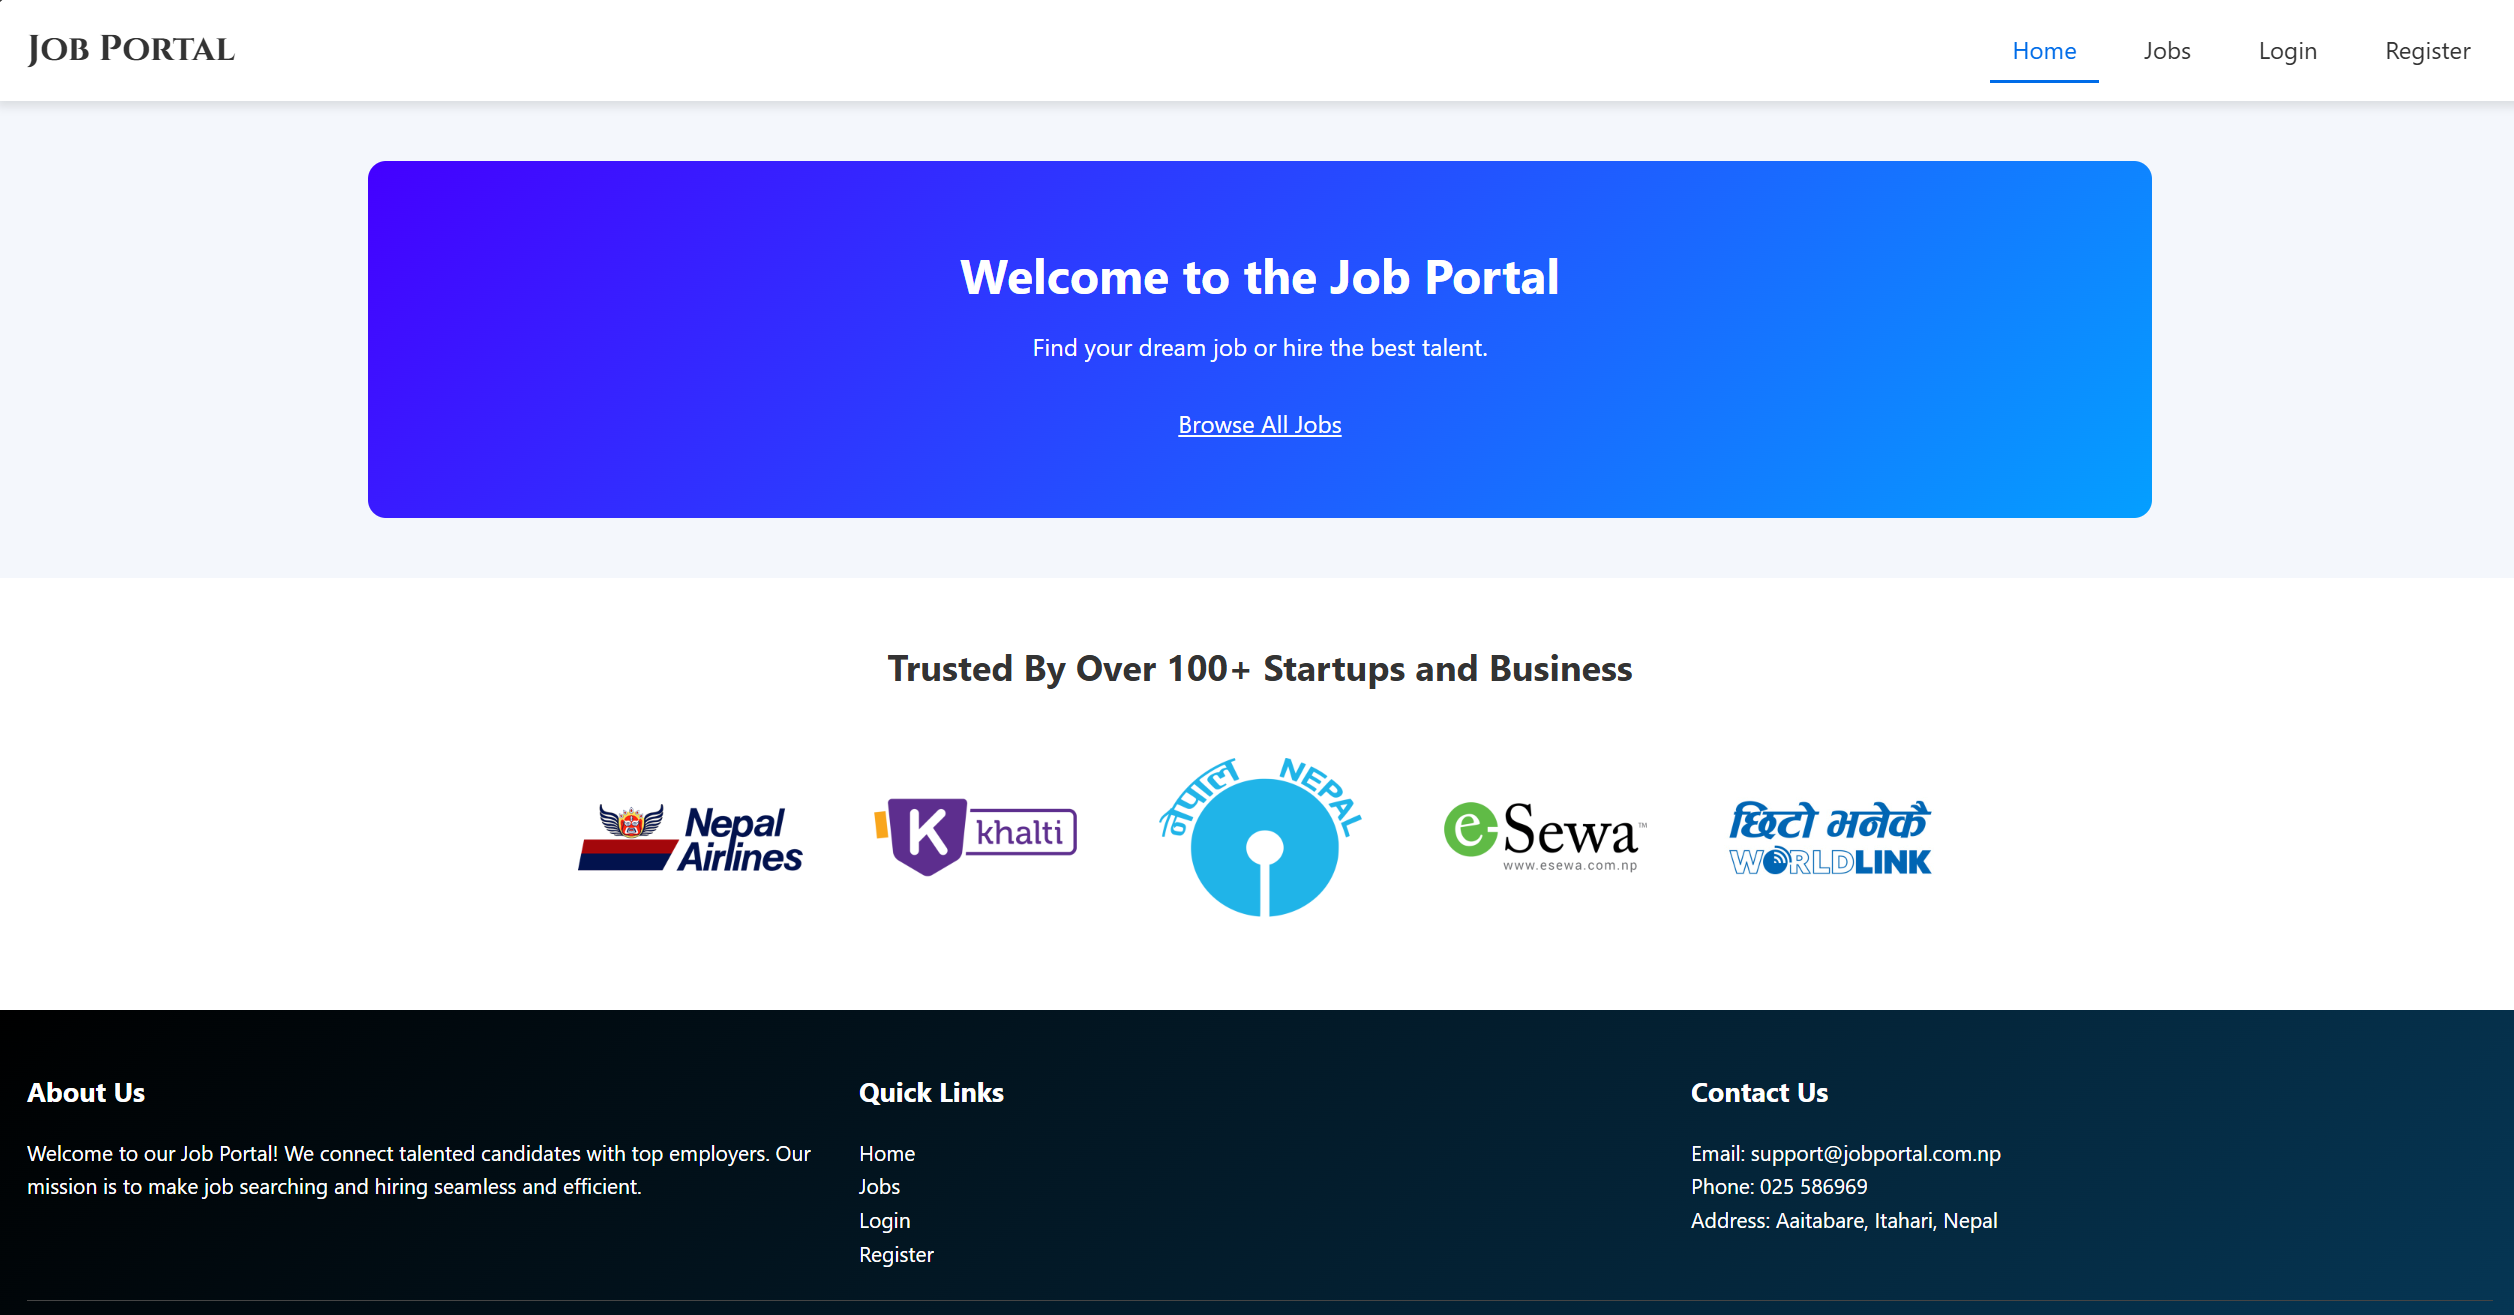 JOB PORTAL
Home
Jobs
Login
Register
Welcome to the Job Portal
Find your dream job or hire the best talent.
Browse All Jobs
Trusted By Over 100+ Startups and Business
Nepal
Airlines
K khalti
नेपाल NEPAL
e-Sewa™
www.esewa.com.np
छिटो भनेकै
WORLDLINK
About Us
Welcome to our Job Portal! We connect talented candidates with top employers. Our
mission is to make job searching and hiring seamless and efficient.
Quick Links
Home
Jobs
Login
Register
Contact Us
Email: support@jobportal.com.np
Phone: 025 586969
Address: Aaitabare, Itahari, Nepal